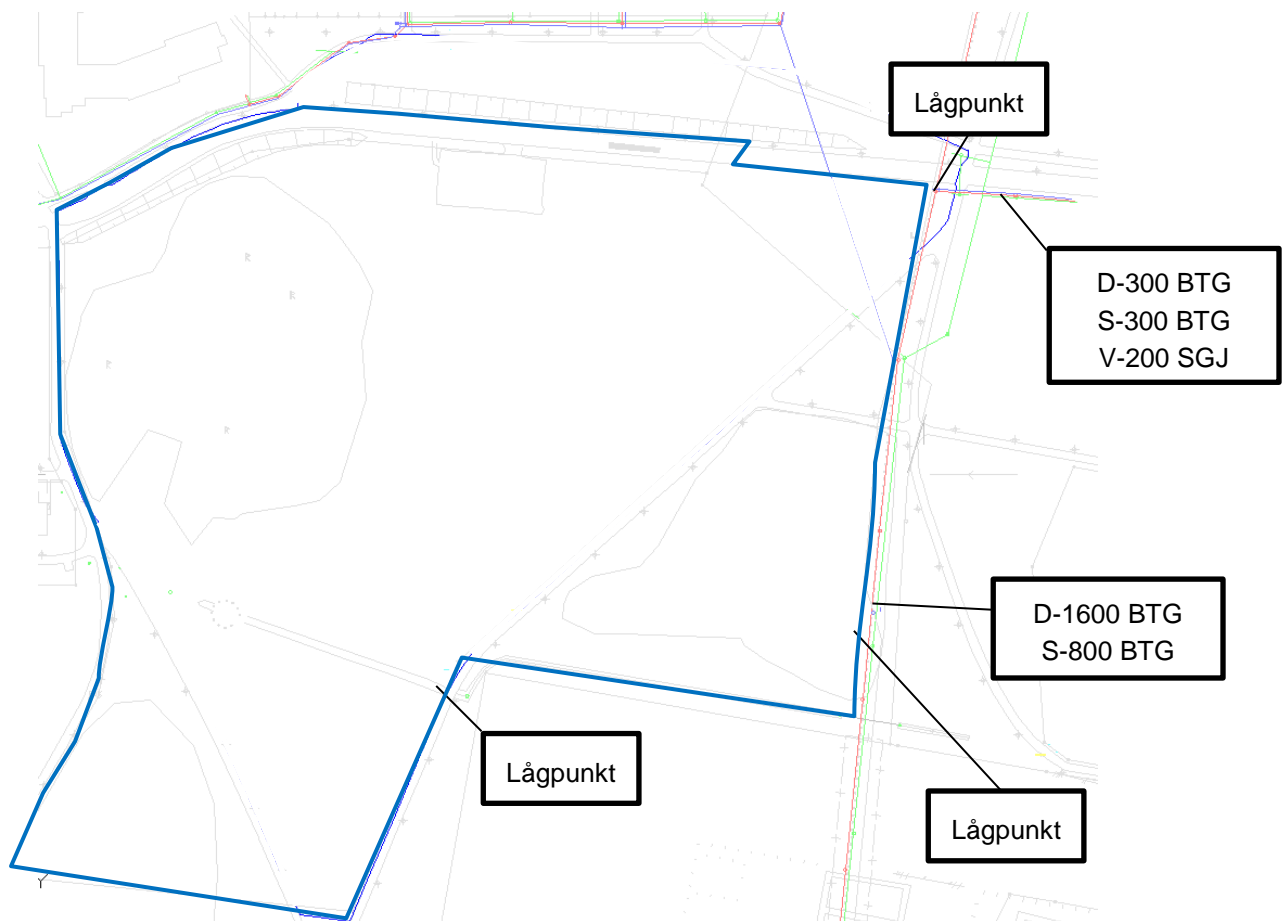 Lågpunkt
D-300 BTG
S-300 BTG
V-200 SGJ
D-1600 BTG
S-800 BTG
Lågpunkt
Lågpunkt
Y